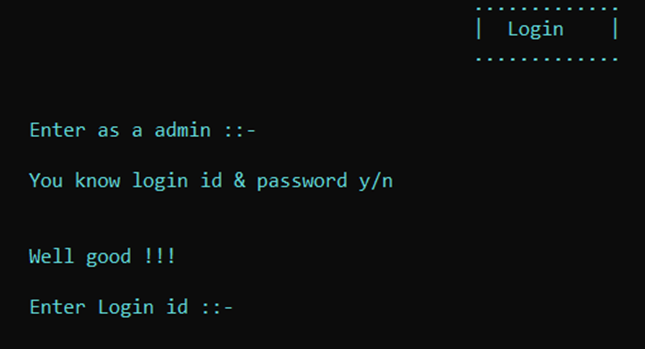 .............
| Login |
.............
Enter as a admin ::-
You know login id & password y/n
Well good !!!
Enter Login id ::-